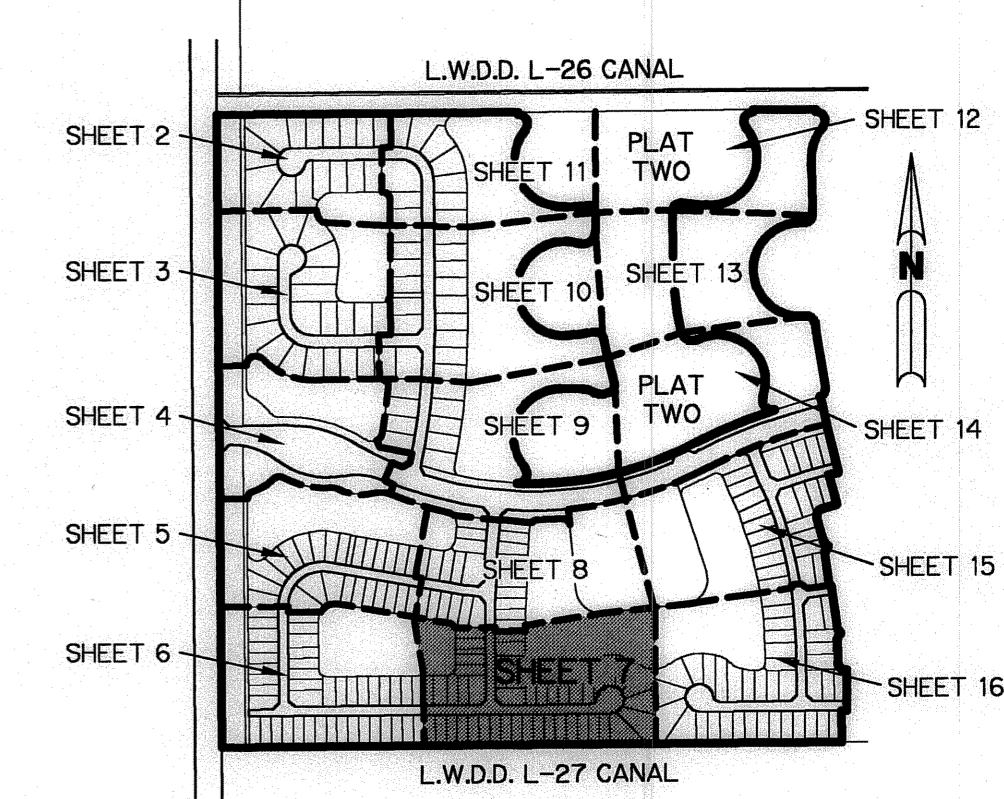 L.W.D.D. L-26 CANAL
SHEET 2
SHEET 12
PLAT
TWO
SHEET 11
N
SHEET 3
SHEET 13
SHEET 10
PLAT
TWO
SHEET 4
SHEET 9
SHEET 14
SHEET 5
SHEET 8
SHEET 15
SHEET 6
SHEET 7
SHEET 16
L.W.D.D. L-27 CANAL